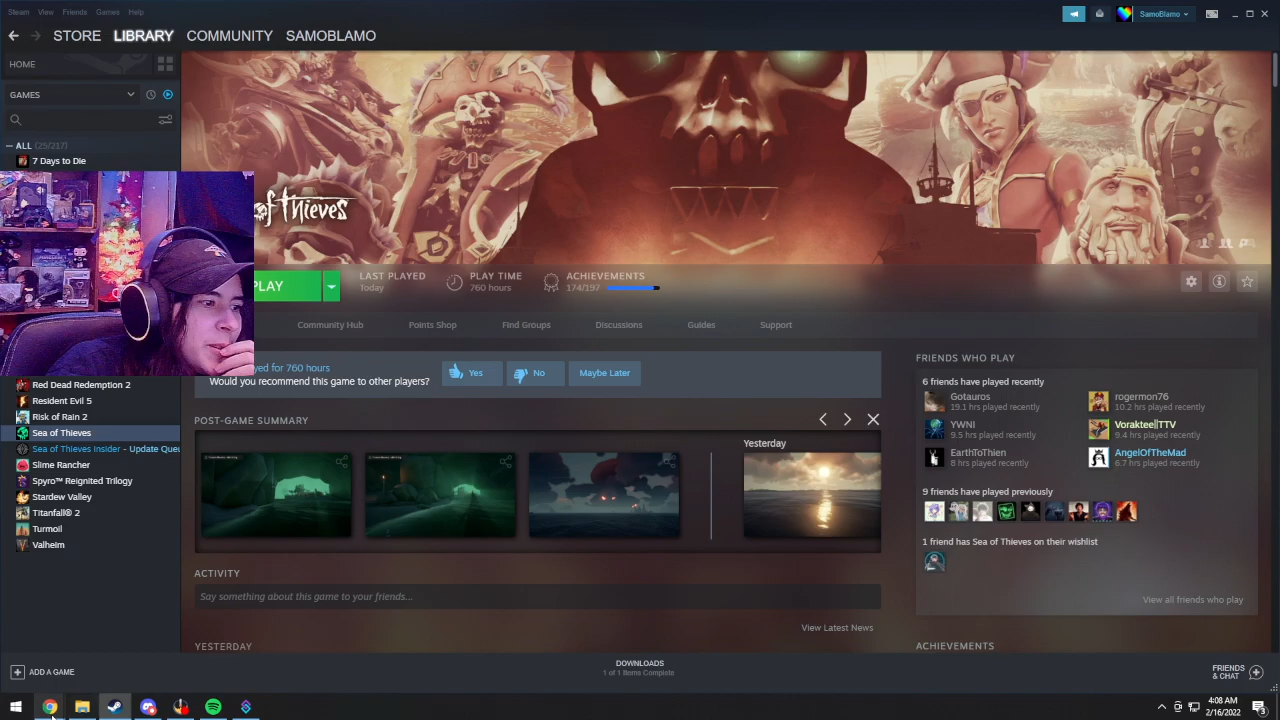 Steam View Friends Games Help
SamoBlamo
STORE LIBRARY COMMUNITY SAMOBLAMO
HOME
GAMES
ALL (25/217)
7 Days to Die
Red Dead Redemption 2
Resident Evil 5
Risk of Rain 2
Sea of Thieves
Sea of Thieves Insider - Update Queu
Slime Rancher
Spyro™ Reignited Trilogy
Stardew Valley
Titanfall® 2
Turmoil
Valheim
of Thieves
PLAY
LAST PLAYED
Today
PLAY TIME
760 hours
ACHIEVEMENTS
174/197
Community Hub Points Shop Find Groups Discussions Guides Support
yed for 760 hours
Would you recommend this game to other players?
Yes No Maybe Later
POST-GAME SUMMARY
Yesterday
ACTIVITY
Say something about this game to your friends...
View Latest News
YESTERDAY
FRIENDS WHO PLAY
6 friends have played recently
Gotauros
19.1 hrs played recently
rogermon76
10.2 hrs played recently
YWNI
9.5 hrs played recently
Voraktee||TTV
9.4 hrs played recently
EarthToThien
8 hrs played recently
AngelOfTheMad
6.7 hrs played recently
9 friends have played previously
1 friend has Sea of Thieves on their wishlist
View all friends who play
ACHIEVEMENTS
ADD A GAME
DOWNLOADS
1 of 1 Items Complete
FRIENDS
& CHAT
4:08 AM
2/16/2022
3